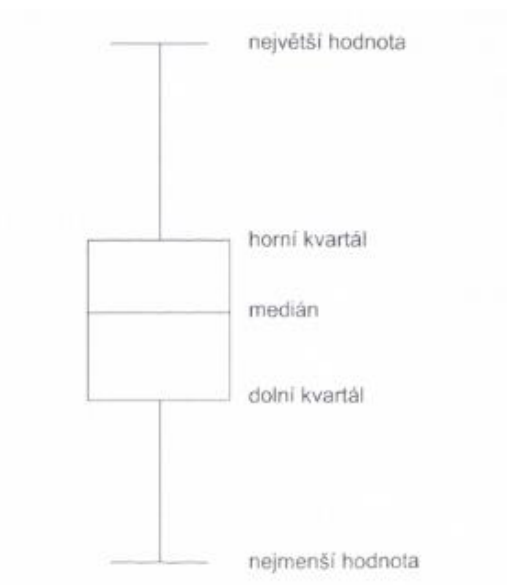 největší hodnota
horní kvartál
medián
dolní kvartál
nejmenší hodnota